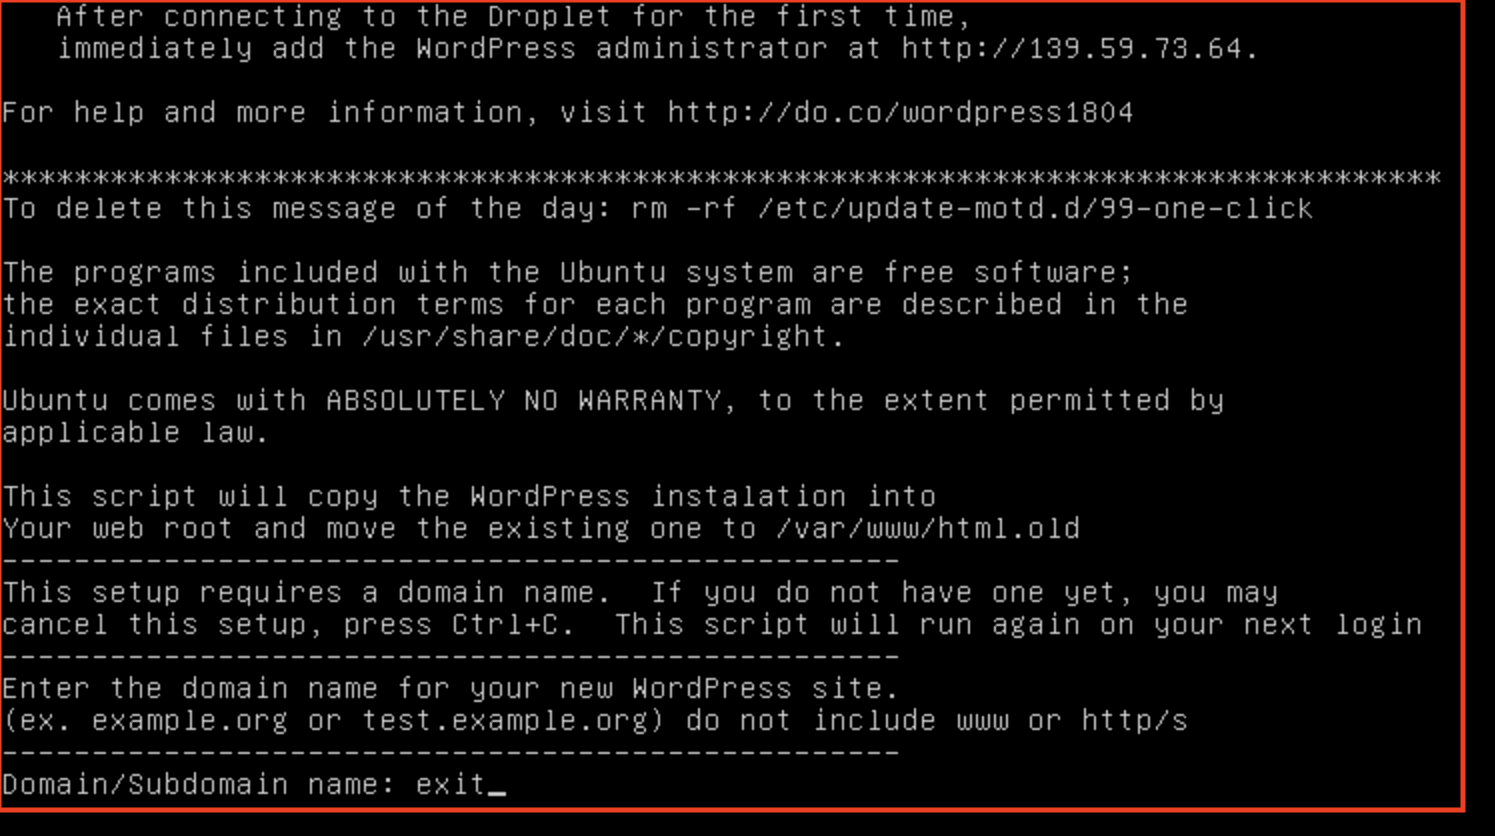 After connecting to the Droplet for the first time,
immediately add the WordPress administrator at http://139.59.73.64.
For help and more information, visit http://do.co/wordpress1804
********************************************************************************
To delete this message of the day: rm -rf /etc/update-motd.d/99-one-click
The programs included with the Ubuntu system are free software;
the exact distribution terms for each program are described in the
individual files in /usr/share/doc/*/copyright.
Ubuntu comes with ABSOLUTELY NO WARRANTY, to the extent permitted by
applicable law.
This script will copy the WordPress instalation into
Your web root and move the existing one to /var/www/html.old
--------------------------------------------------
This setup requires a domain name.  If you do not have one yet, you may
cancel this setup, press Ctrl+C.  This script will run again on your next login
--------------------------------------------------
Enter the domain name for your new WordPress site.
(ex. example.org or test.example.org) do not include www or http/s
--------------------------------------------------
Domain/Subdomain name: exit_